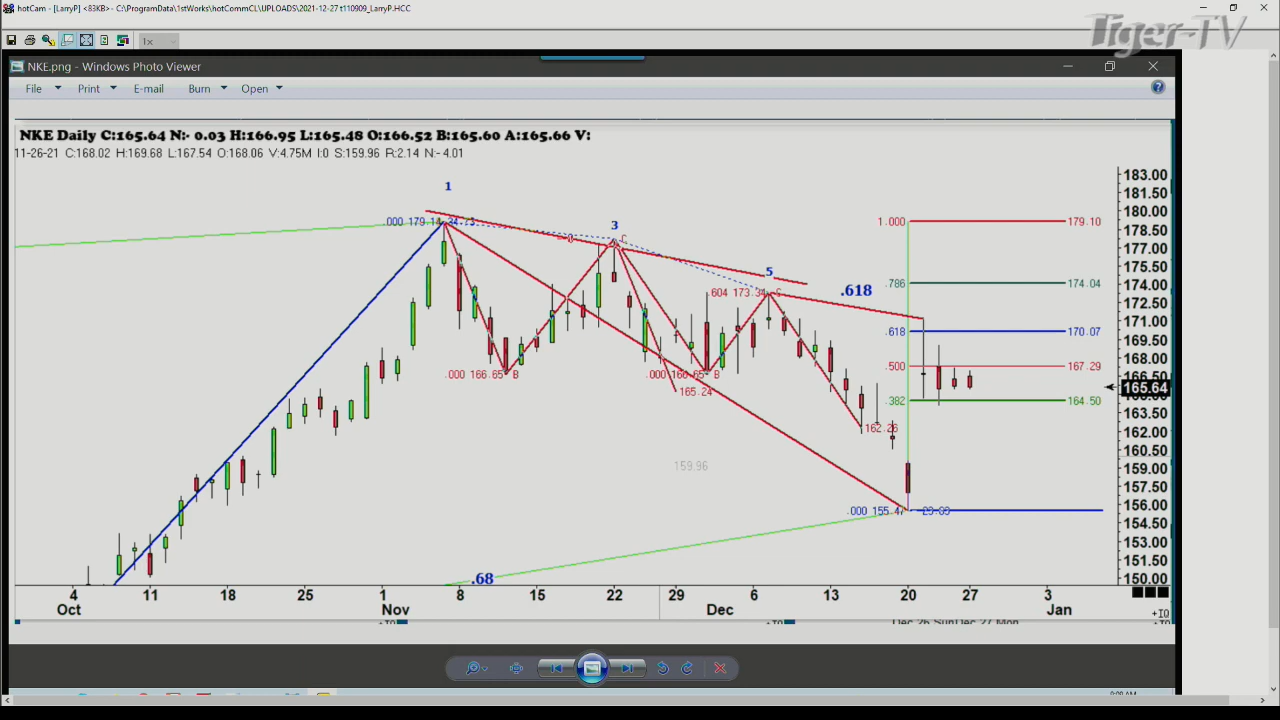 hotCam - [LarryP] <83KB> - C:\ProgramData\1stWorks\hotCommCL\UPLOADS\2021-12-27 t110909_LarryP.HCC
Tiger-TV
1x
NKE.png - Windows Photo Viewer
File Print E-mail Burn Open
NKE Daily C:165.64 N:- 0.03 H:166.95 L:165.48 O:166.52 B:165.60 A:165.66 V:
11-26-21 C:168.02 H:169.68 L:167.54 O:168.06 V:4.75M I:0 S:159.96 R:2.14 N:- 4.01
183.00
1
181.50
180.00
.000 179.1
1.000 179.10
3
178.50
C
177.00
5
175.50
.786 174.04
174.00
.604 173.34 C
.618
172.50
171.00
.618 170.07
169.50
168.00
.500 167.29
.000 166.65 B
.000 166.65 B
165.64
165.24
.382 164.50
163.50
162.26
162.00
160.50
159.96
159.00
157.50
.000 155.47
156.00
154.50
153.00
151.50
.68
150.00
4 11 18 25 1 8 15 22 29 6 13 20 27 3
Oct Nov Dec Jan
+TQ